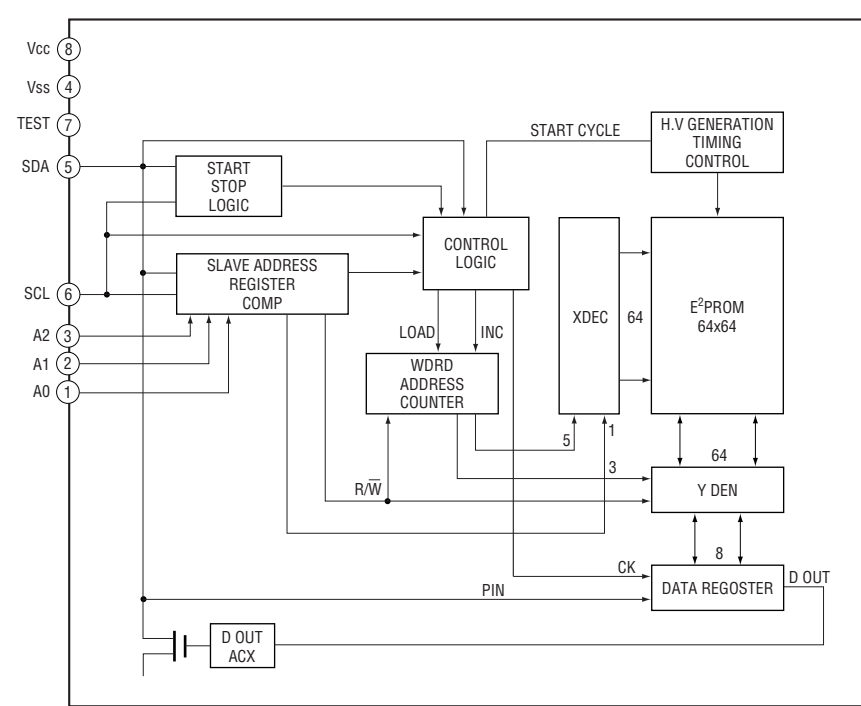 Vcc 8
Vss 4
TEST 7
SDA 5
SCL 6
A2 3
A1 2
A0 1
START
STOP
LOGIC
SLAVE ADDRESS
REGISTER
COMP
START CYCLE
H.V GENERATION
TIMING
CONTROL
CONTROL
LOGIC
LOAD
INC
WDRD
ADDRESS
COUNTER
XDEC
64
E²PROM
64x64
5
1
3
64
R/W̅
Y DEN
8
CK
PIN
DATA REGOSTER
D OUT
D OUT
ACX